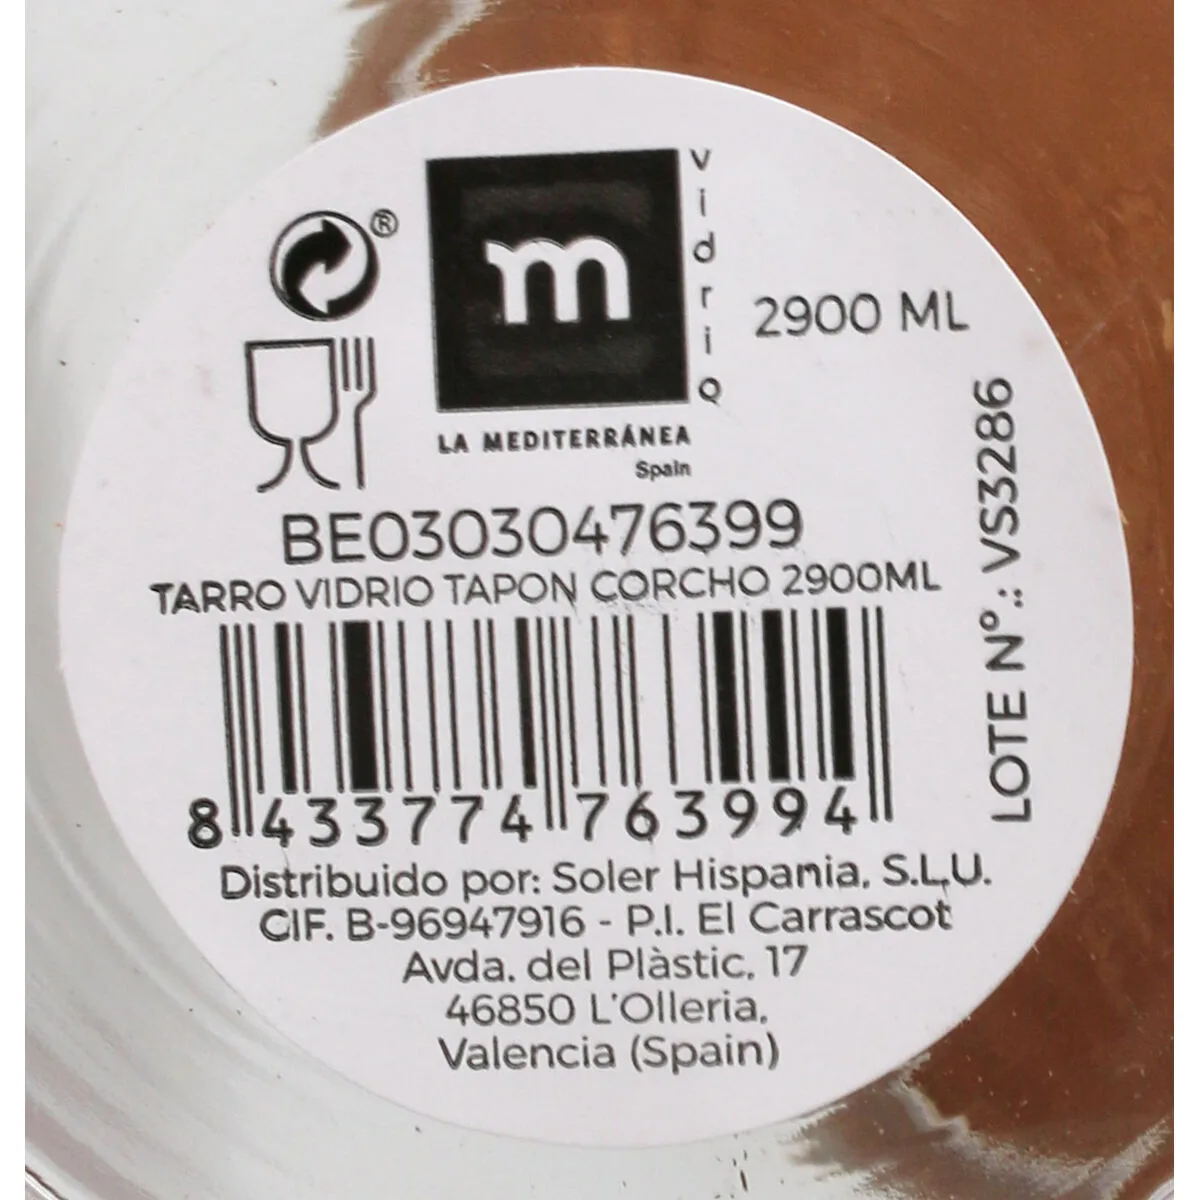 ®
m
vidrio
2900 ML
LA MEDITERRÁNEA
Spain
BE03030476399
TARRO VIDRIO TAPON CORCHO 2900ML
8 433774 763994
LOTE Nº.: VS3286
Distribuido por: Soler Hispania, S.L.U.
CIF. B-96947916 - P.I. El Carrascot
Avda. del Plàstic, 17
46850 L'Olleria,
Valencia (Spain)